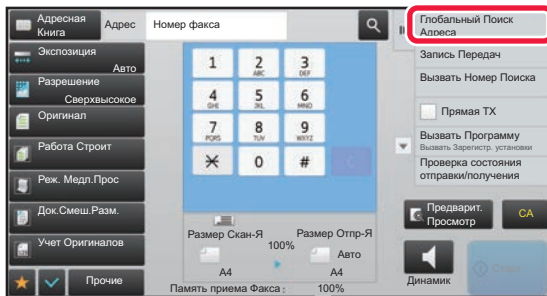 Адресная
Книга
Адрес
Номер факса
Экспозиция
Авто
Разрешение
Сверхвысокое
Оригинал
Работа Строит
Реж. Медл.Прос
Док.Смеш.Разм.
Учет Оригиналов
Прочие
1
2
ABC
3
DEF
4
GHI
5
JKL
6
MNO
7
PQRS
8
TUV
9
WXYZ
0
#
C
Размер Скан-Я
Размер Отпр-Я
100%
Авто
A4
A4
Память приема Факса :
100%
Глобальный Поиск
Адреса
Запись Передач
Вызвать Номер Поиска
Прямая TX
Вызвать Программу
Вызвать Зарегистр. установки
Проверка состояния
отправки/получения
Предварит.
Просмотр
CA
Динамик
Старт